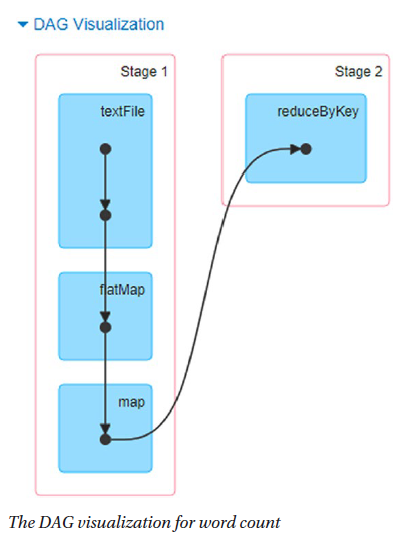 DAG Visualization
Stage 1
textFile
flatMap
map
Stage 2
reduceByKey
The DAG visualization for word count